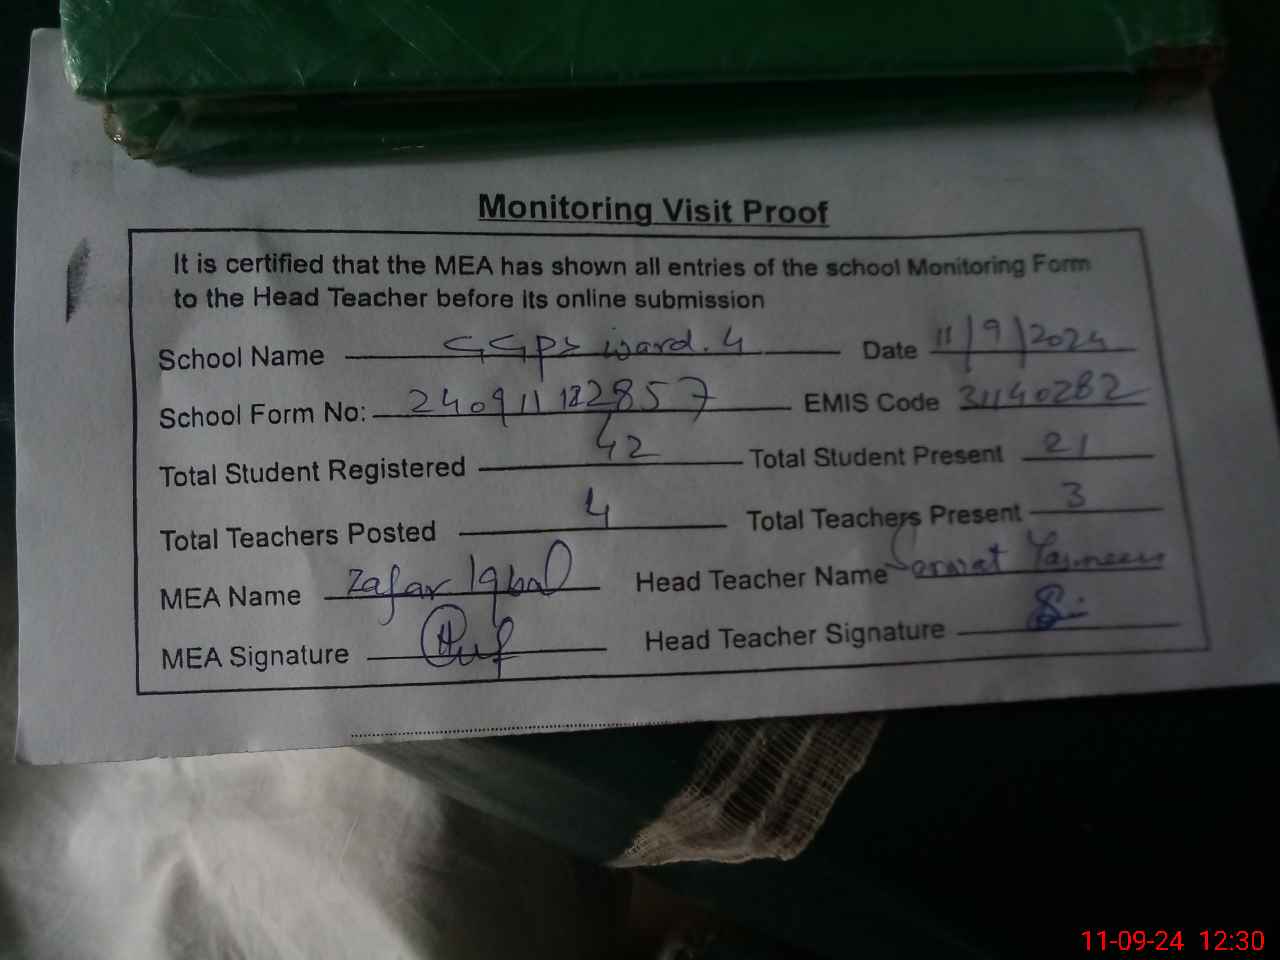 Monitoring Visit Proof
It is certified that the MEA has shown all entries of the school Monitoring Form
to the Head Teacher before its online submission
School Name GGPS ward.4 Date 11/9/2024
School Form No: 240911122857 EMIS Code 31140282
Total Student Registered 42 Total Student Present 21
Total Teachers Posted 4 Total Teachers Present 3
MEA Name Zafar Iqbal Head Teacher Name Sarwat Yasmeen
MEA Signature Head Teacher Signature
11-09-24 12:30